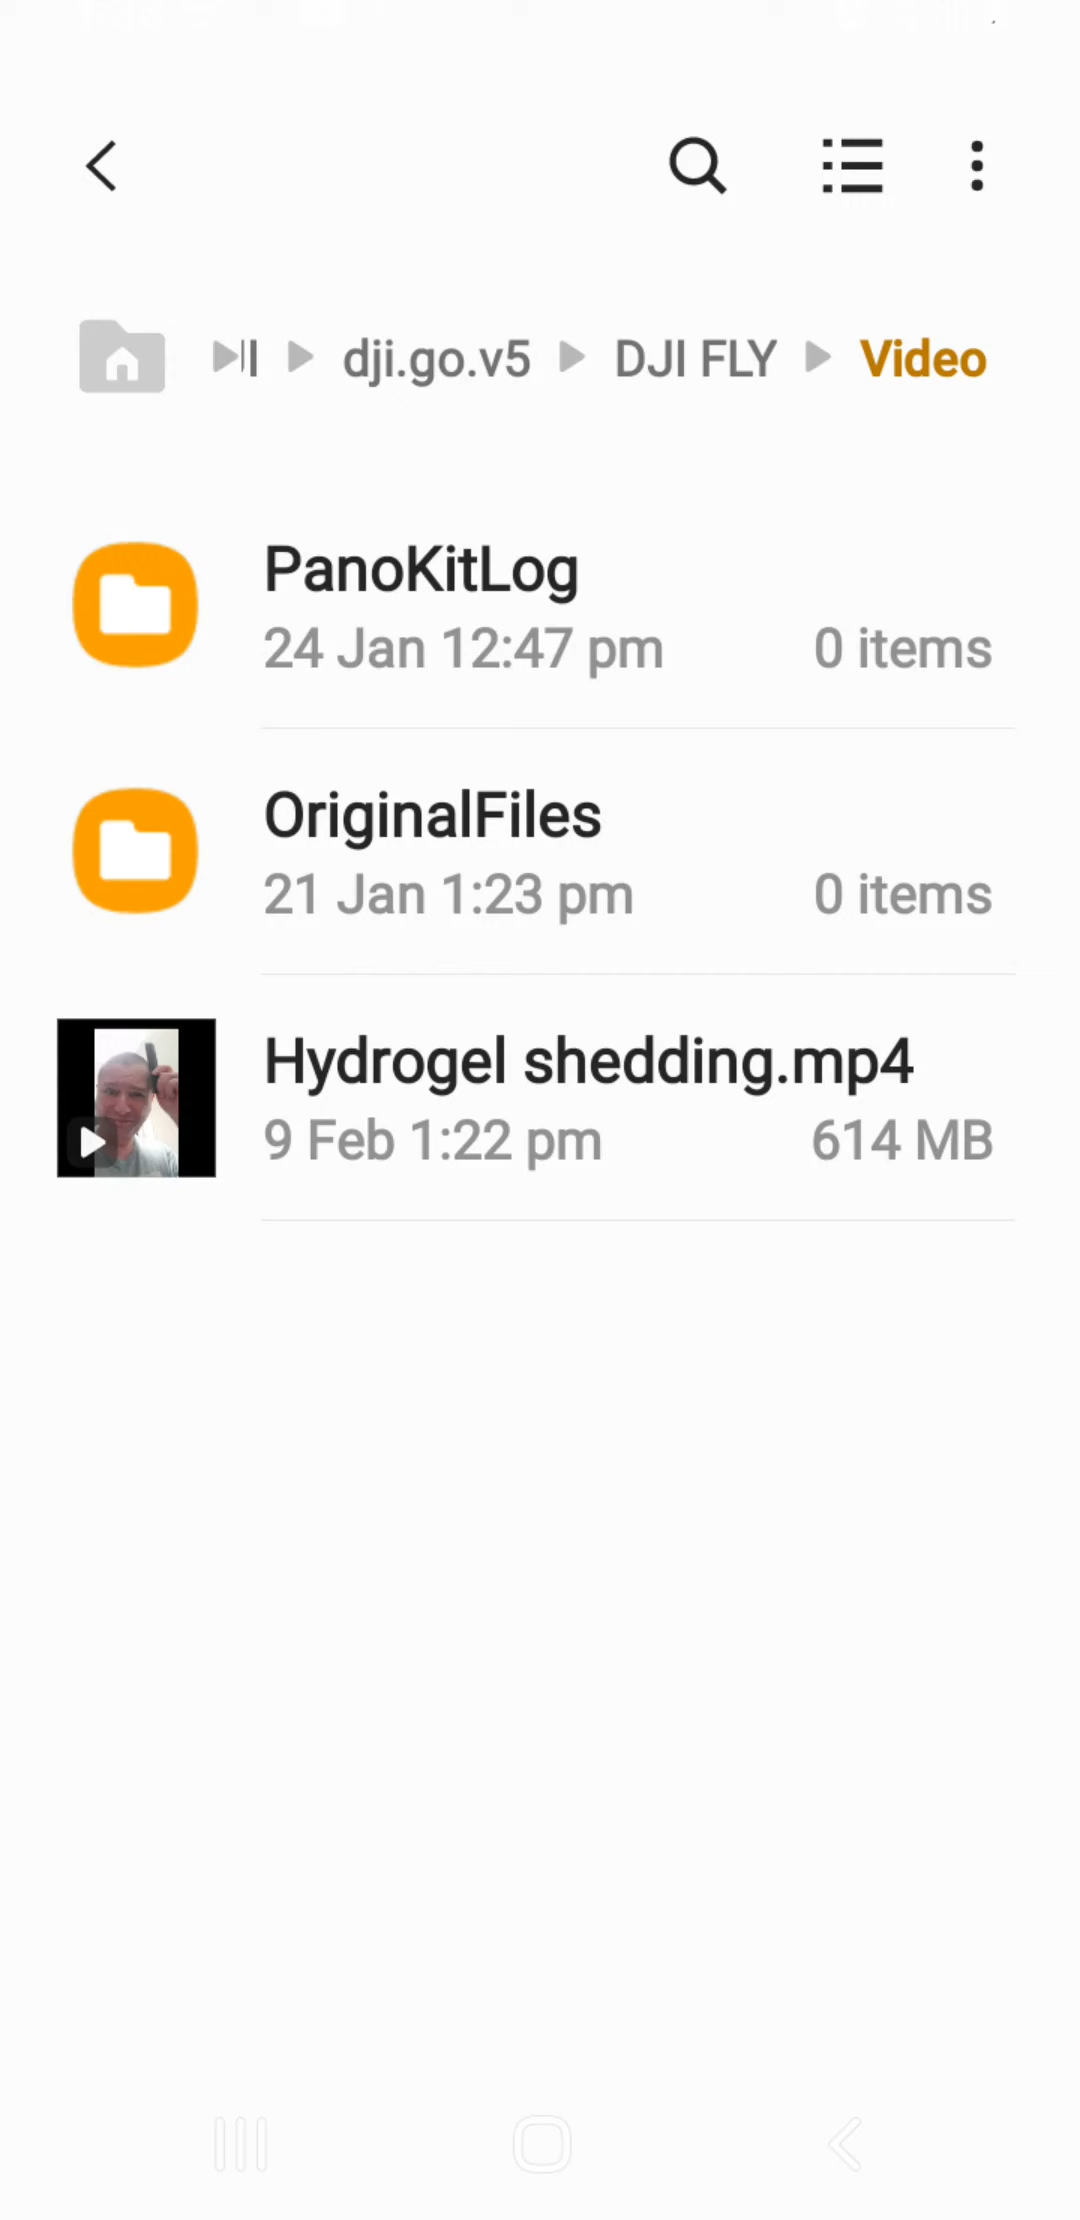 dji.go.v5 DJI FLY Video
PanoKitLog
24 Jan 12:47 pm 0 items
OriginalFiles
21 Jan 1:23 pm 0 items
Hydrogel shedding.mp4
9 Feb 1:22 pm 614 MB